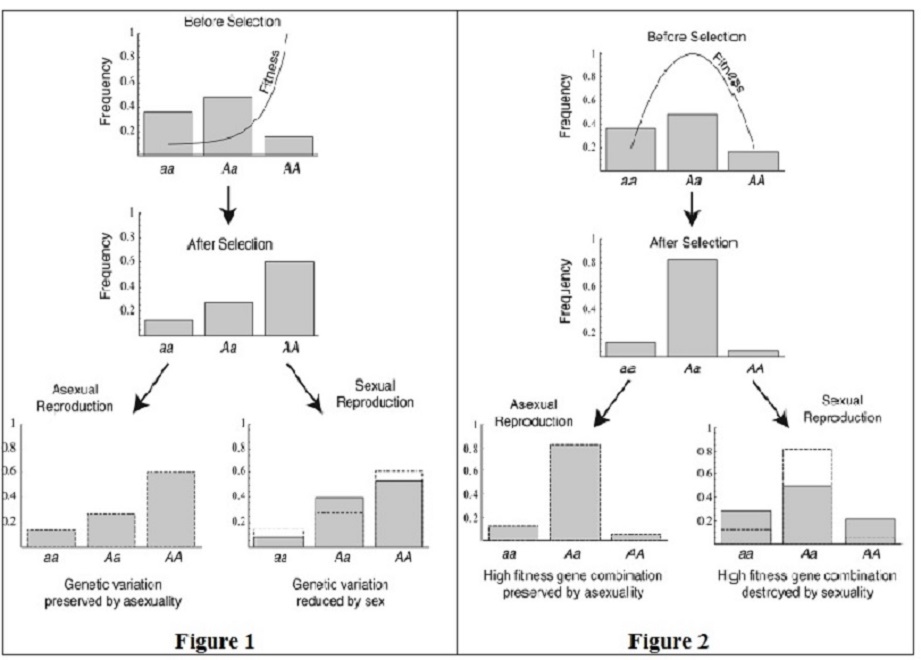 Before Selection
1
0.8
0.6
0.4
0.2
Frequency
Fitness
aa Aa AA
1
0.8
0.6
0.4
0.2
Frequency
After Selection
aa Aa AA
Asexual
Reproduction
Sexual
Reproduction
1
0.8
0.6
0.4
0.2
aa Aa AA
1
0.8
0.6
0.4
0.2
aa Aa AA
Genetic variation
preserved by asexuality
Genetic variation
reduced by sex
Figure 1
Before Selection
1
0.8
0.6
0.4
0.2
Frequency
Fitness
aa Aa AA
1
0.8
0.6
0.4
0.2
Frequency
After Selection
aa Aa AA
Asexual
Reproduction
Sexual
Reproduction
1
0.8
0.6
0.4
0.2
aa Aa AA
1
0.8
0.6
0.4
0.2
aa Aa AA
High fitness gene combination
preserved by asexuality
High fitness gene combination
destroyed by sexuality
Figure 2